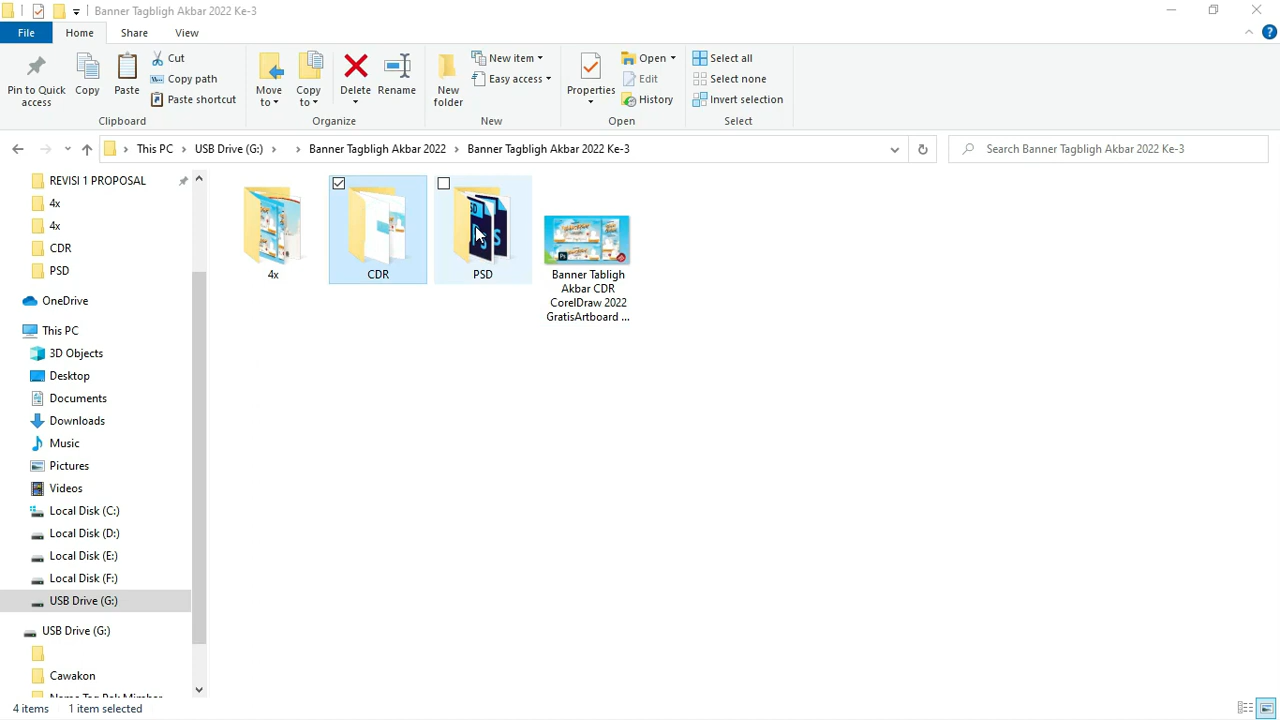 Banner Tagbligh Akbar 2022 Ke-3
File
Home
Share
View
Pin to Quick access
Copy
Paste
Cut
Copy path
Paste shortcut
Clipboard
Move to
Copy to
Delete
Rename
Organize
New folder
New item
Easy access
New
Properties
Open
Edit
History
Open
Select all
Select none
Invert selection
Select
This PC
USB Drive (G:)
Banner Tagbligh Akbar 2022
Banner Tagbligh Akbar 2022 Ke-3
Search Banner Tagbligh Akbar 2022 Ke-3
REVISI 1 PROPOSAL
4x
4x
CDR
PSD
OneDrive
This PC
3D Objects
Desktop
Documents
Downloads
Music
Pictures
Videos
Local Disk (C:)
Local Disk (D:)
Local Disk (E:)
Local Disk (F:)
USB Drive (G:)
USB Drive (G:)
Cawakon
4x
CDR
PSD
Banner Tabligh
Akbar CDR
CorelDraw 2022
GratisArtboard ...
4 items
1 item selected